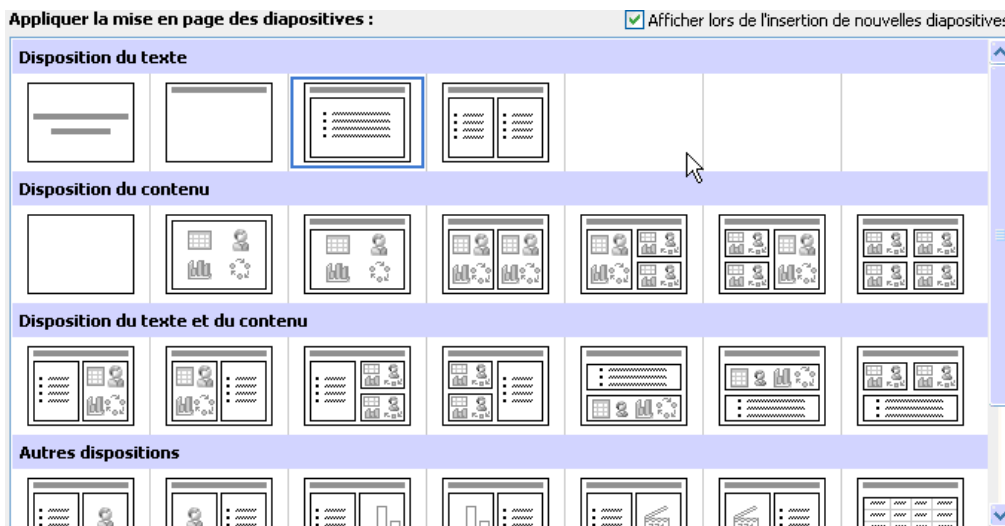 Appliquer la mise en page des diapositives :
Afficher lors de l'insertion de nouvelles diapositives
Disposition du texte
Disposition du contenu
Disposition du texte et du contenu
Autres dispositions